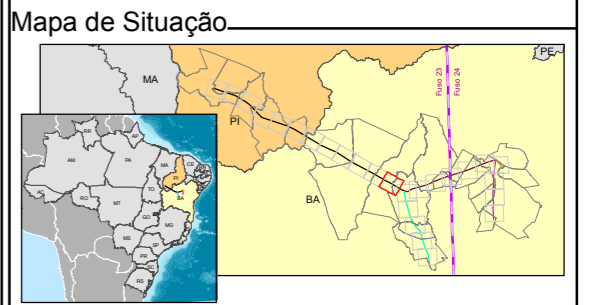 Mapa de Situação
PE
MA
Fuso 23
Fuso 24
PI
BA
RR
AP
AM
PA
MA
CE
PI
AC
RO
TO
BA
MT
GO
MG
MS
SP
PR
SC
RS